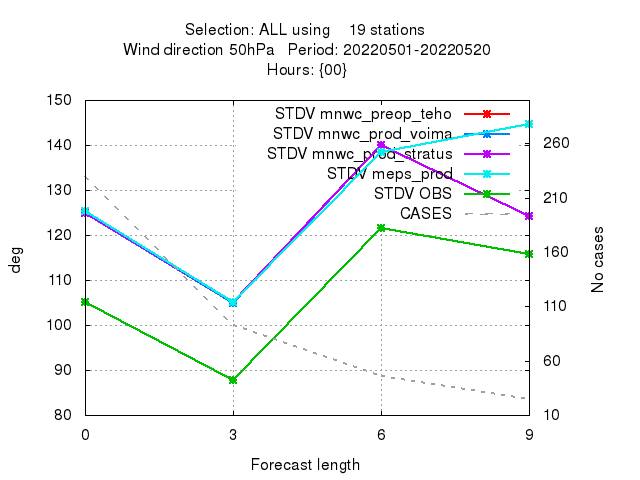 Selection: ALL using 19 stations
Wind direction 50hPa Period: 20220501-20220520
Hours: {00}
150
140
130
120
110
100
90
80
260
210
160
110
60
10
STDV mnwc_preop_teho
STDV mnwc_prod_voima
STDV mnwc_prod_stratus
STDV meps_prod
STDV OBS
CASES
deg
No cases
0 3 6 9
Forecast length